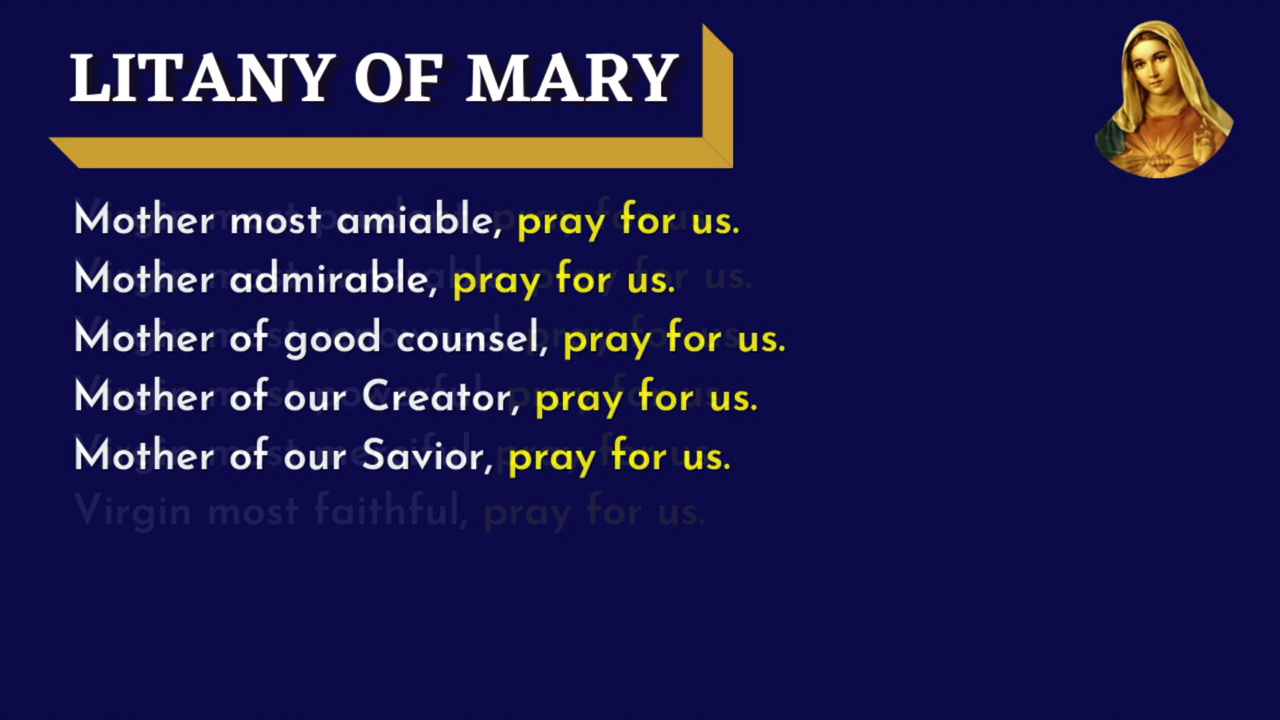 LITANY OF MARY
Mother most amiable, pray for us.
Mother admirable, pray for us.
Mother of good counsel, pray for us.
Mother of our Creator, pray for us.
Mother of our Savior, pray for us.
Virgin most faithful, pray for us.